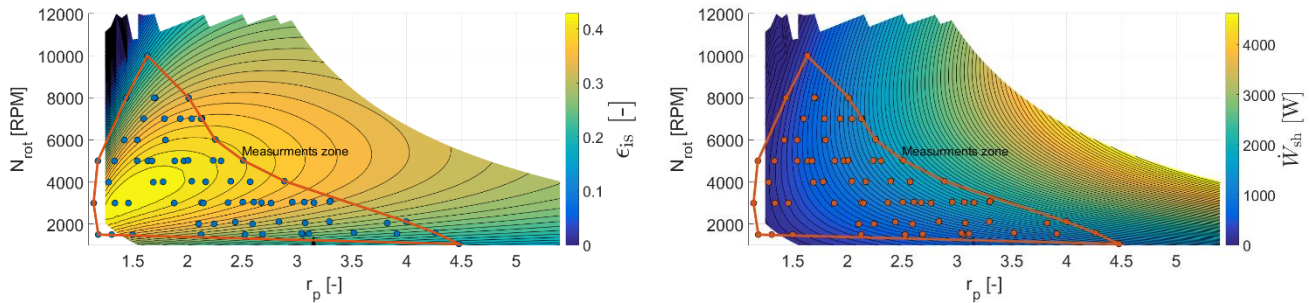 12000
10000
8000
6000
4000
2000
N_rot [RPM]
Measurments zone
1.5 2 2.5 3 3.5 4 4.5 5
r_p [-]
0.4
0.3
0.2
0.1
0
ϵ_is [-]
12000
10000
8000
6000
4000
2000
N_rot [RPM]
Measurments zone
1.5 2 2.5 3 3.5 4 4.5 5
r_p [-]
4000
3000
2000
1000
0
Ẇ_sh [W]